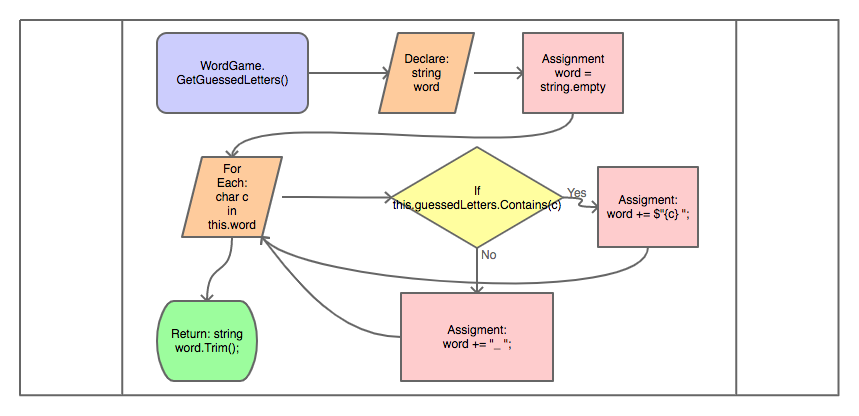 WordGame.
GetGuessedLetters()
Declare:
string
word
Assignment
word =
string.empty
For
Each:
char c
in
this.word
If
this.guessedLetters.Contains(c)
Yes
Assigment:
word += $"{c} ";
No
Assigment:
word += "_ ";
Return: string
word.Trim();